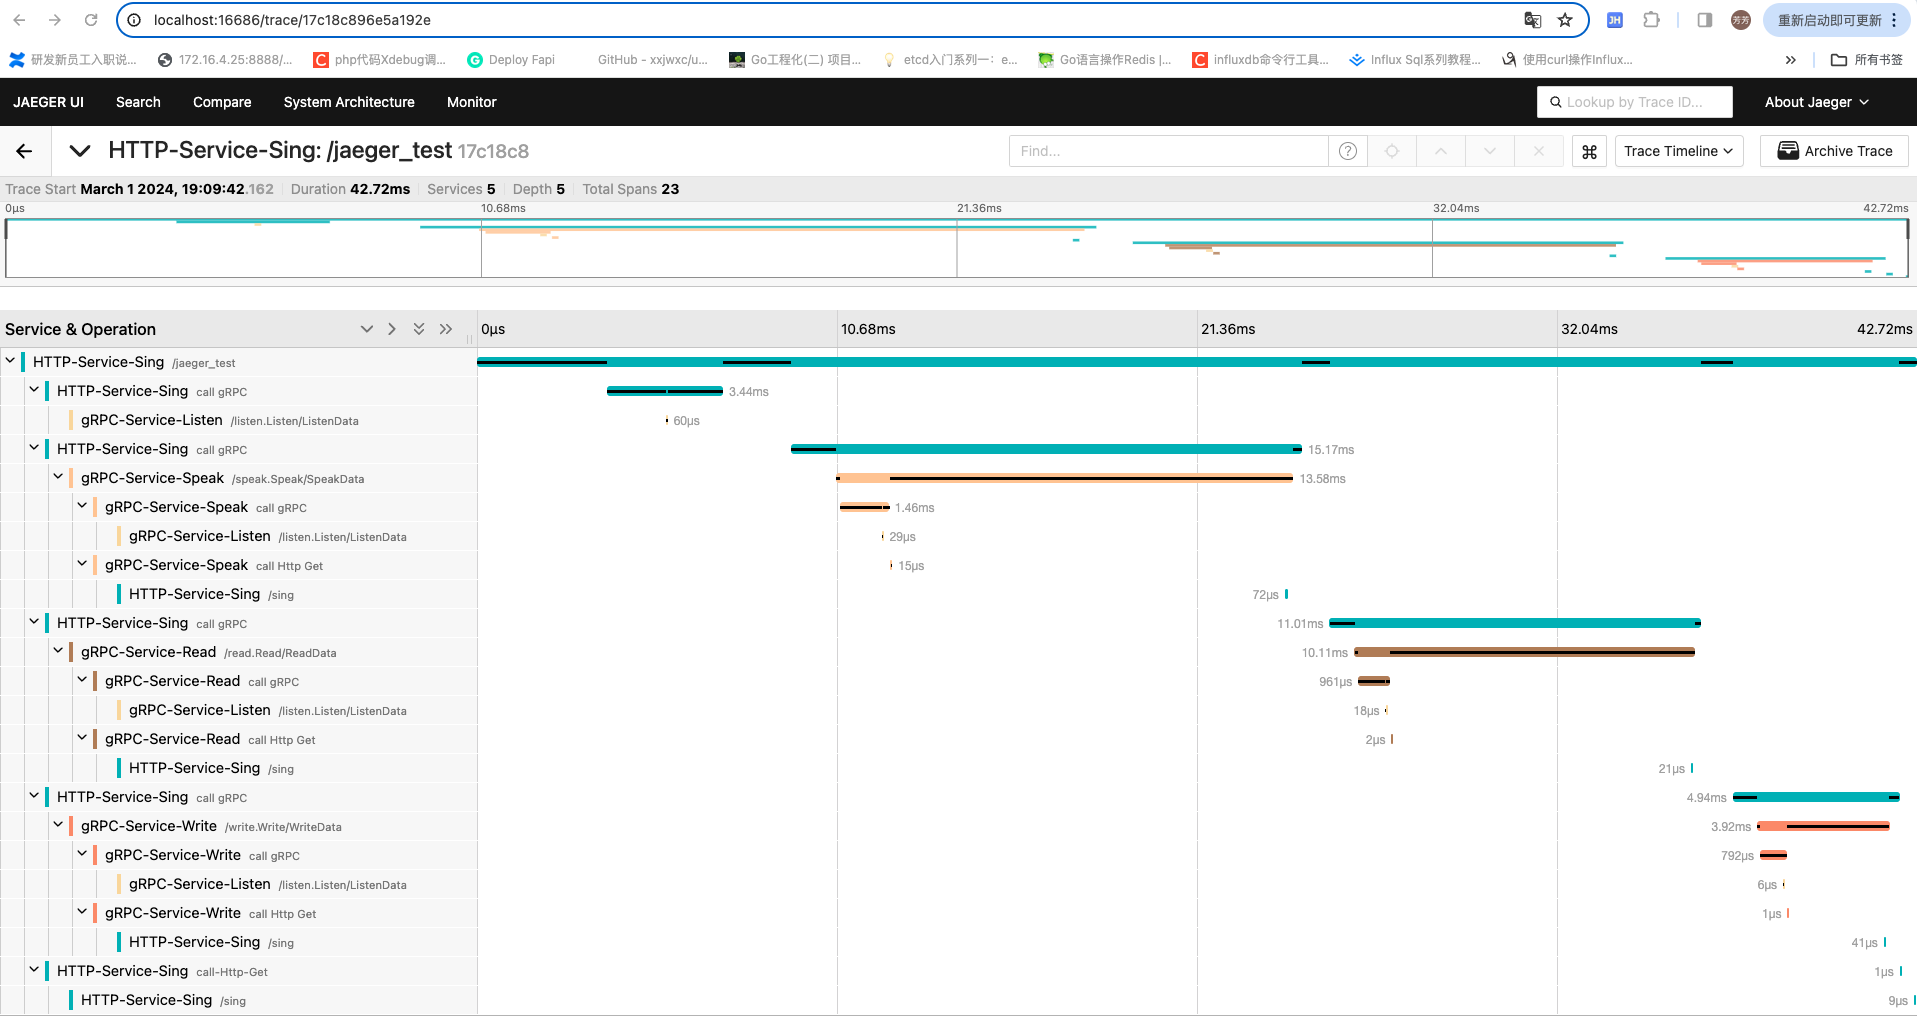 localhost:16686/trace/17c18c896e5a192e
JH
芳芳
重新启动即可更新
研发新员工入职说...
172.16.4.25:8888/...
php代码Xdebug调...
Deploy Fapi
GitHub - xxjwxc/u...
Go工程化(二) 项目...
etcd入门系列一：e...
Go语言操作Redis |...
influxdb命令行工具...
Influx Sql系列教程...
使用curl操作Influx...
所有书签
JAEGER UI Search Compare System Architecture Monitor
Lookup by Trace ID...
About Jaeger
HTTP-Service-Sing: /jaeger_test 17c18c8
Find...
Trace Timeline
Archive Trace
Trace Start March 1 2024, 19:09:42.162 Duration 42.72ms Services 5 Depth 5 Total Spans 23
0μs 10.68ms 21.36ms 32.04ms 42.72ms
Service & Operation 0μs 10.68ms 21.36ms 32.04ms 42.72ms
HTTP-Service-Sing /jaeger_test
HTTP-Service-Sing call gRPC 3.44ms
gRPC-Service-Listen /listen.Listen/ListenData 60μs
HTTP-Service-Sing call gRPC 15.17ms
gRPC-Service-Speak /speak.Speak/SpeakData 13.58ms
gRPC-Service-Speak call gRPC 1.46ms
gRPC-Service-Listen /listen.Listen/ListenData 29μs
gRPC-Service-Speak call Http Get 15μs
HTTP-Service-Sing /sing 72μs
HTTP-Service-Sing call gRPC 11.01ms
gRPC-Service-Read /read.Read/ReadData 10.11ms
gRPC-Service-Read call gRPC 961μs
gRPC-Service-Listen /listen.Listen/ListenData 18μs
gRPC-Service-Read call Http Get 2μs
HTTP-Service-Sing /sing 21μs
HTTP-Service-Sing call gRPC 4.94ms
gRPC-Service-Write /write.Write/WriteData 3.92ms
gRPC-Service-Write call gRPC 792μs
gRPC-Service-Listen /listen.Listen/ListenData 6μs
gRPC-Service-Write call Http Get 1μs
HTTP-Service-Sing /sing 41μs
HTTP-Service-Sing call-Http-Get 1μs
HTTP-Service-Sing /sing 9μs